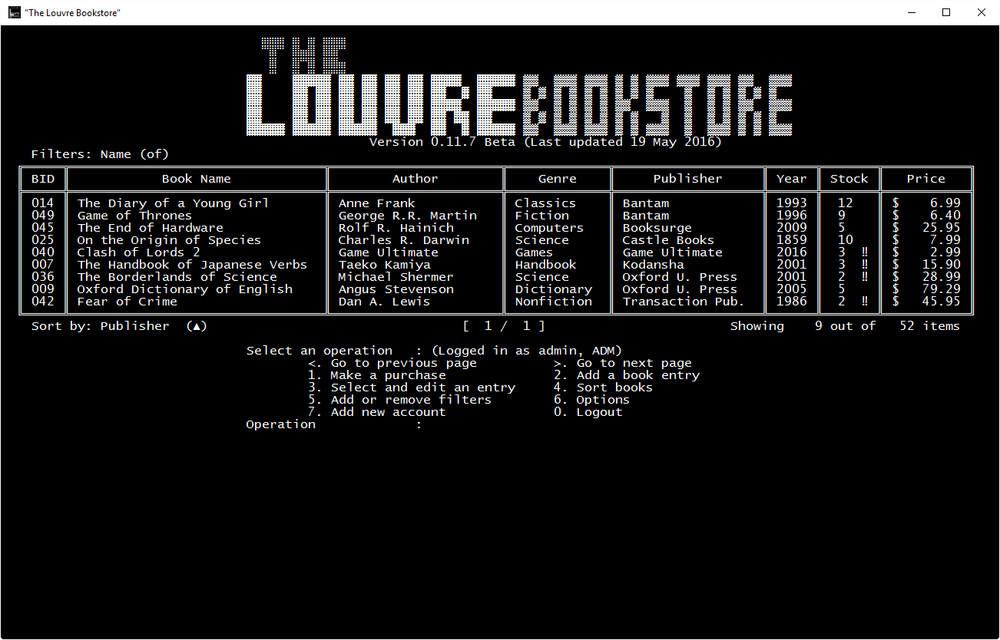 "The Louvre Bookstore"
THE
LOUVRE BOOKSTORE
Version 0.11.7 Beta (Last updated 19 May 2016)
Filters: Name (of)
BID Book Name Author Genre Publisher Year Stock Price
014 The Diary of a Young Girl Anne Frank Classics Bantam 1993 12 $ 6.99
049 Game of Thrones George R.R. Martin Fiction Bantam 1996 9 $ 6.40
045 The End of Hardware Rolf R. Hainich Computers Booksurge 2009 5 $ 25.95
025 On the Origin of Species Charles R. Darwin Science Castle Books 1859 10 $ 7.99
040 Clash of Lords 2 Game Ultimate Games Game Ultimate 2016 3 ‼ $ 2.99
007 The Handbook of Japanese Verbs Taeko Kamiya Handbook Kodansha 2001 3 ‼ $ 15.90
036 The Borderlands of Science Michael Shermer Science Oxford U. Press 2001 2 ‼ $ 28.99
009 Oxford Dictionary of English Angus Stevenson Dictionary Oxford U. Press 2005 5 $ 79.29
042 Fear of Crime Dan A. Lewis Nonfiction Transaction Pub. 1986 2 ‼ $ 45.95
Sort by: Publisher (▲) [ 1 / 1 ] Showing 9 out of 52 items
Select an operation : (Logged in as admin, ADM)
<. Go to previous page >. Go to next page
1. Make a purchase 2. Add a book entry
3. Select and edit an entry 4. Sort books
5. Add or remove filters 6. Options
7. Add new account 0. Logout
Operation :